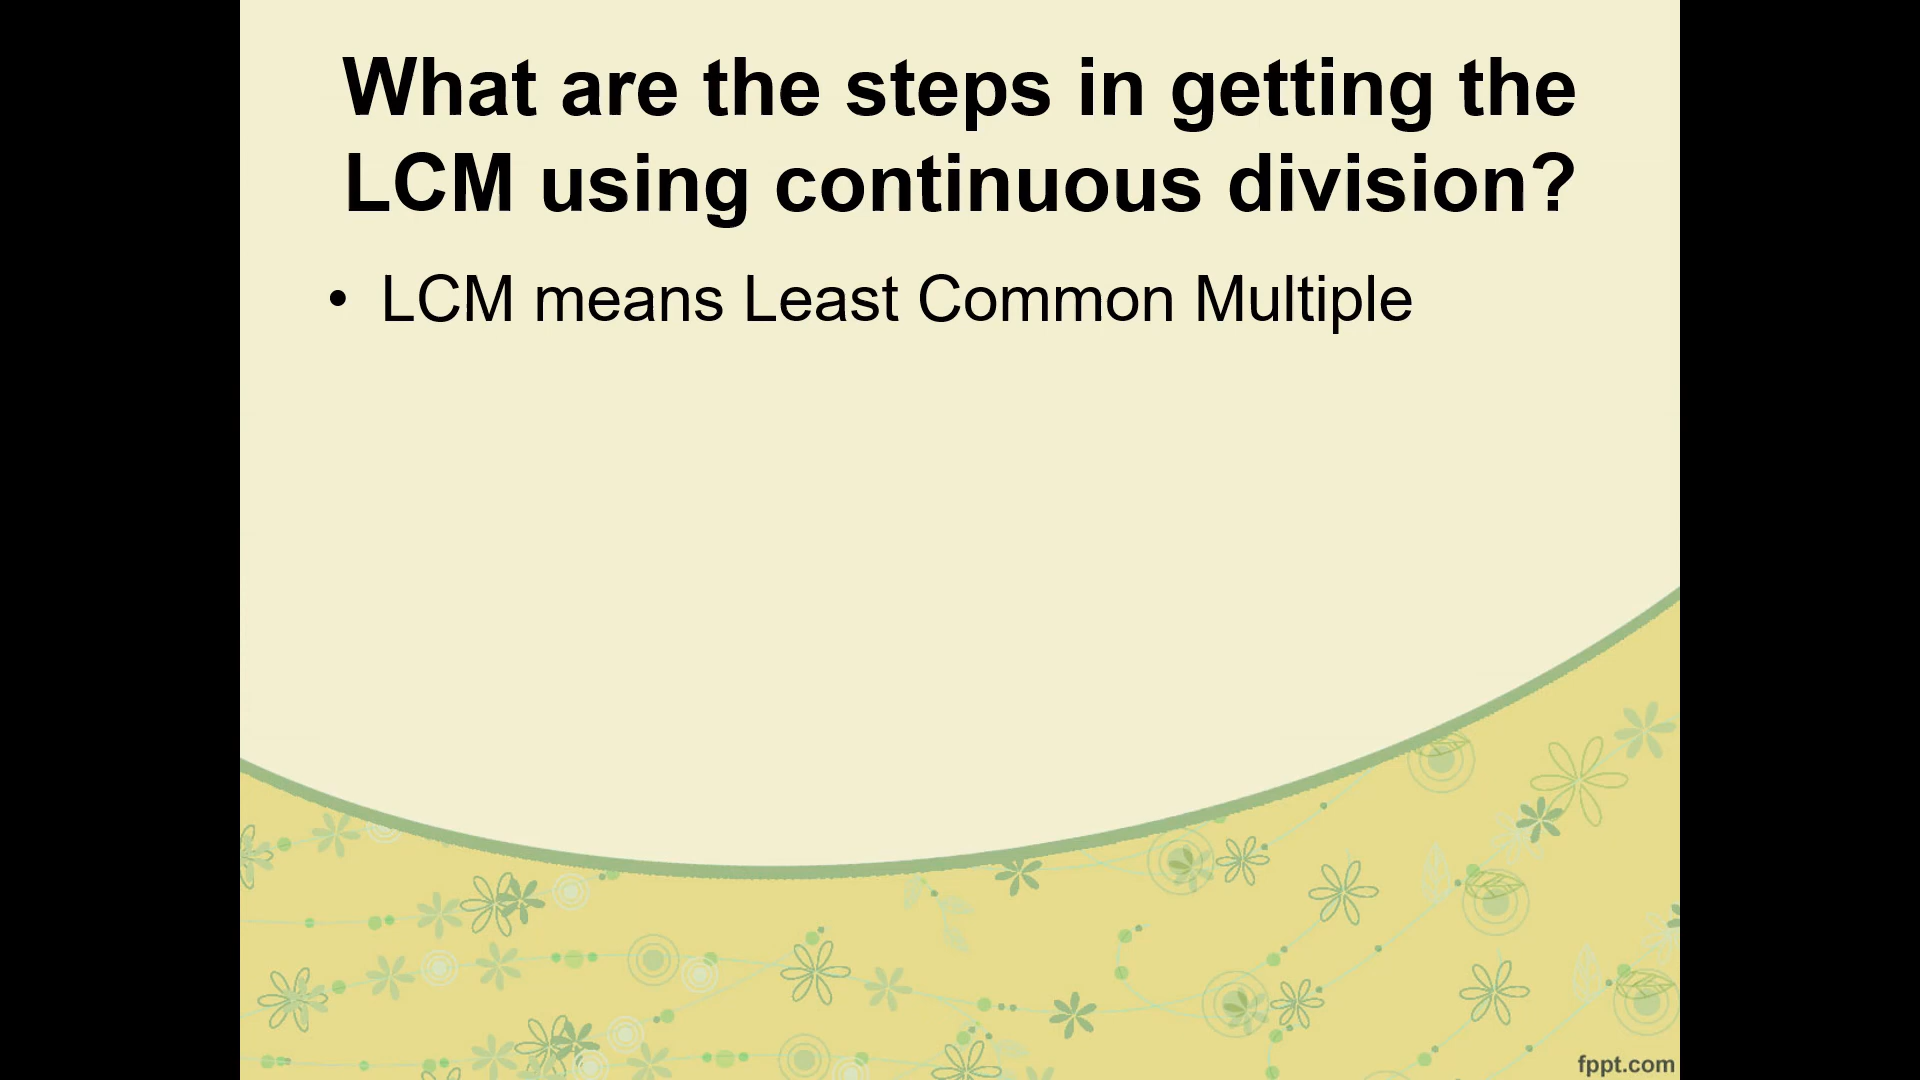 What are the steps in getting the
LCM using continuous division?
• LCM means Least Common Multiple
fppt.com